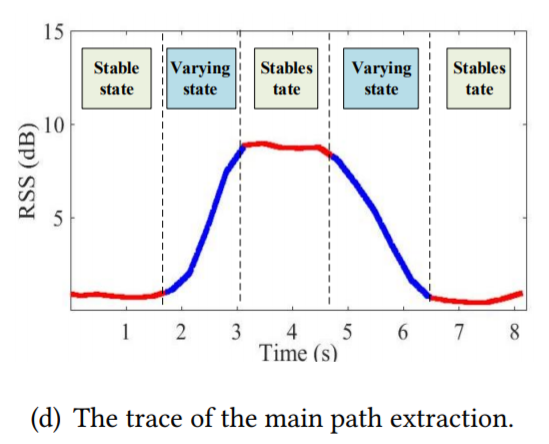 15
Stable state
Varying state
Stables tate
Varying state
Stables tate
10
RSS (dB)
5
1 2 3 4 5 6 7 8
Time (s)
(d) The trace of the main path extraction.